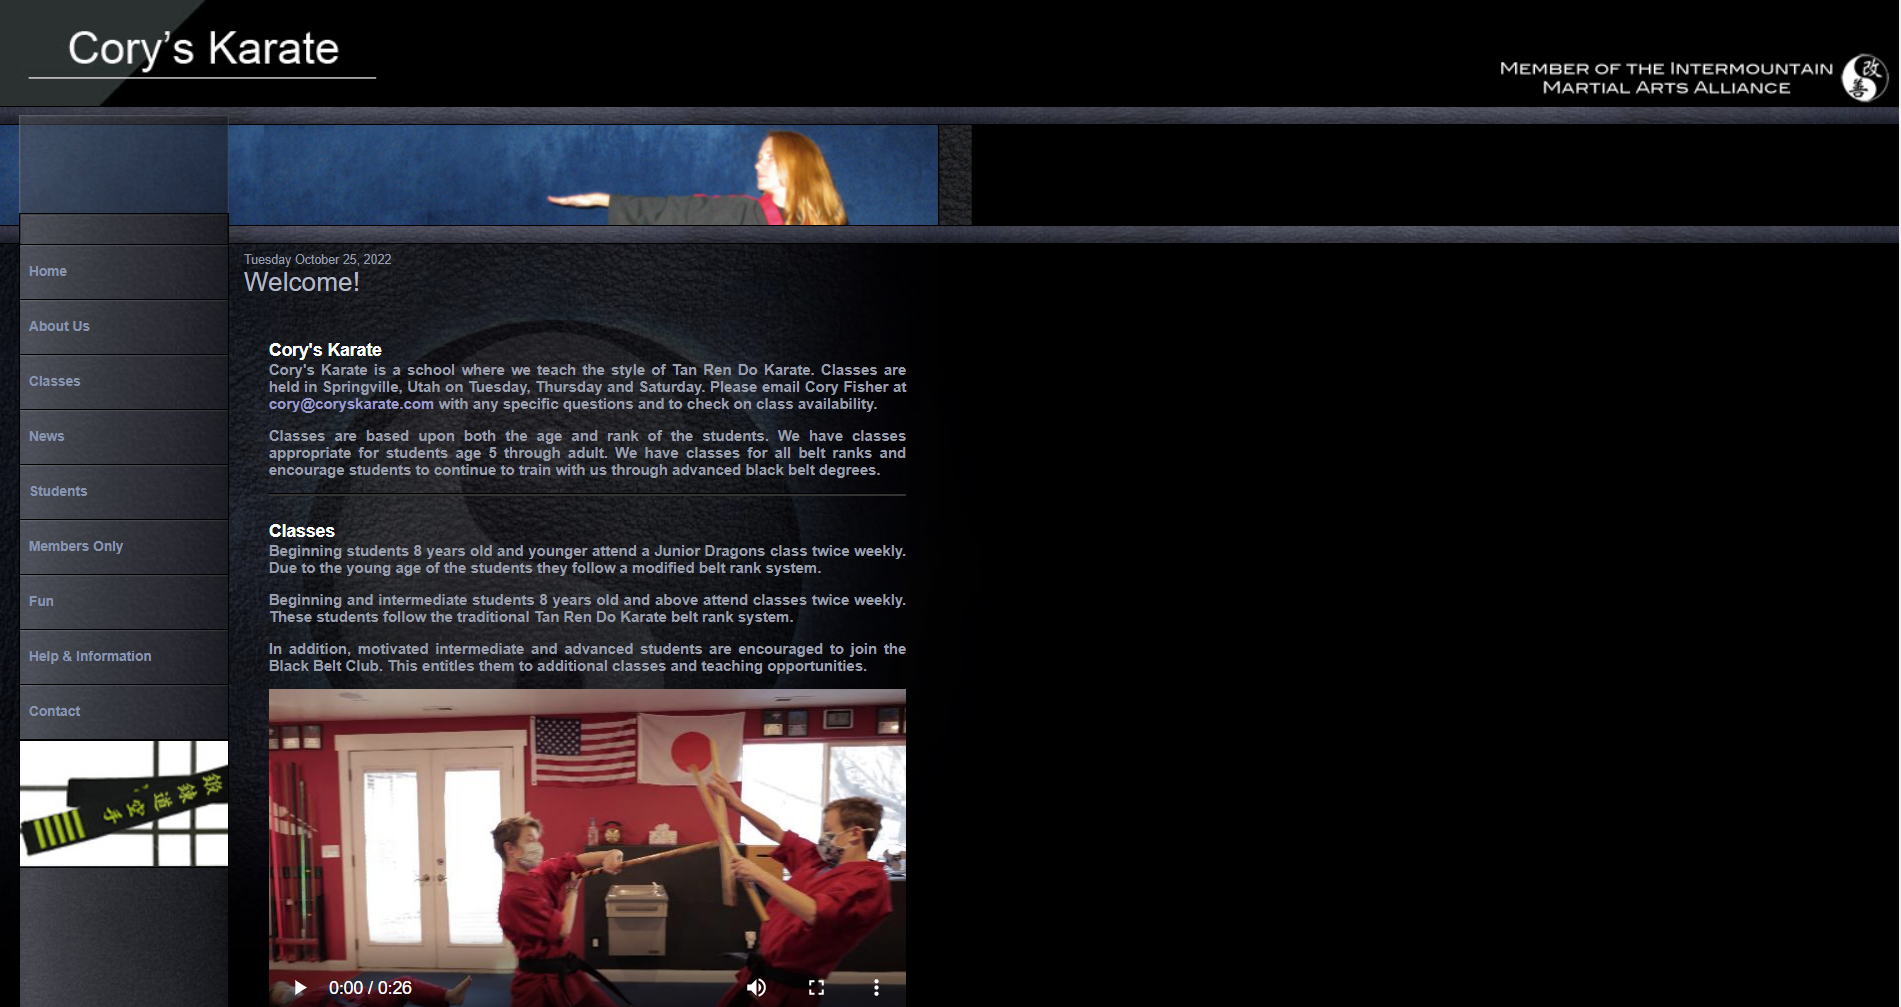 Cory's Karate
MEMBER OF THE INTERMOUNTAIN
MARTIAL ARTS ALLIANCE
改
善
Tuesday October 25, 2022
Welcome!
Home
About Us
Classes
News
Students
Members Only
Fun
Help & Information
Contact
鍛練道空手
Cory's Karate
Cory's Karate is a school where we teach the style of Tan Ren Do Karate. Classes are
held in Springville, Utah on Tuesday, Thursday and Saturday. Please email Cory Fisher at
cory@coryskarate.com with any specific questions and to check on class availability.
Classes are based upon both the age and rank of the students. We have classes
appropriate for students age 5 through adult. We have classes for all belt ranks and
encourage students to continue to train with us through advanced black belt degrees.
Classes
Beginning students 8 years old and younger attend a Junior Dragons class twice weekly.
Due to the young age of the students they follow a modified belt rank system.
Beginning and intermediate students 8 years old and above attend classes twice weekly.
These students follow the traditional Tan Ren Do Karate belt rank system.
In addition, motivated intermediate and advanced students are encouraged to join the
Black Belt Club. This entitles them to additional classes and teaching opportunities.
0:00 / 0:26